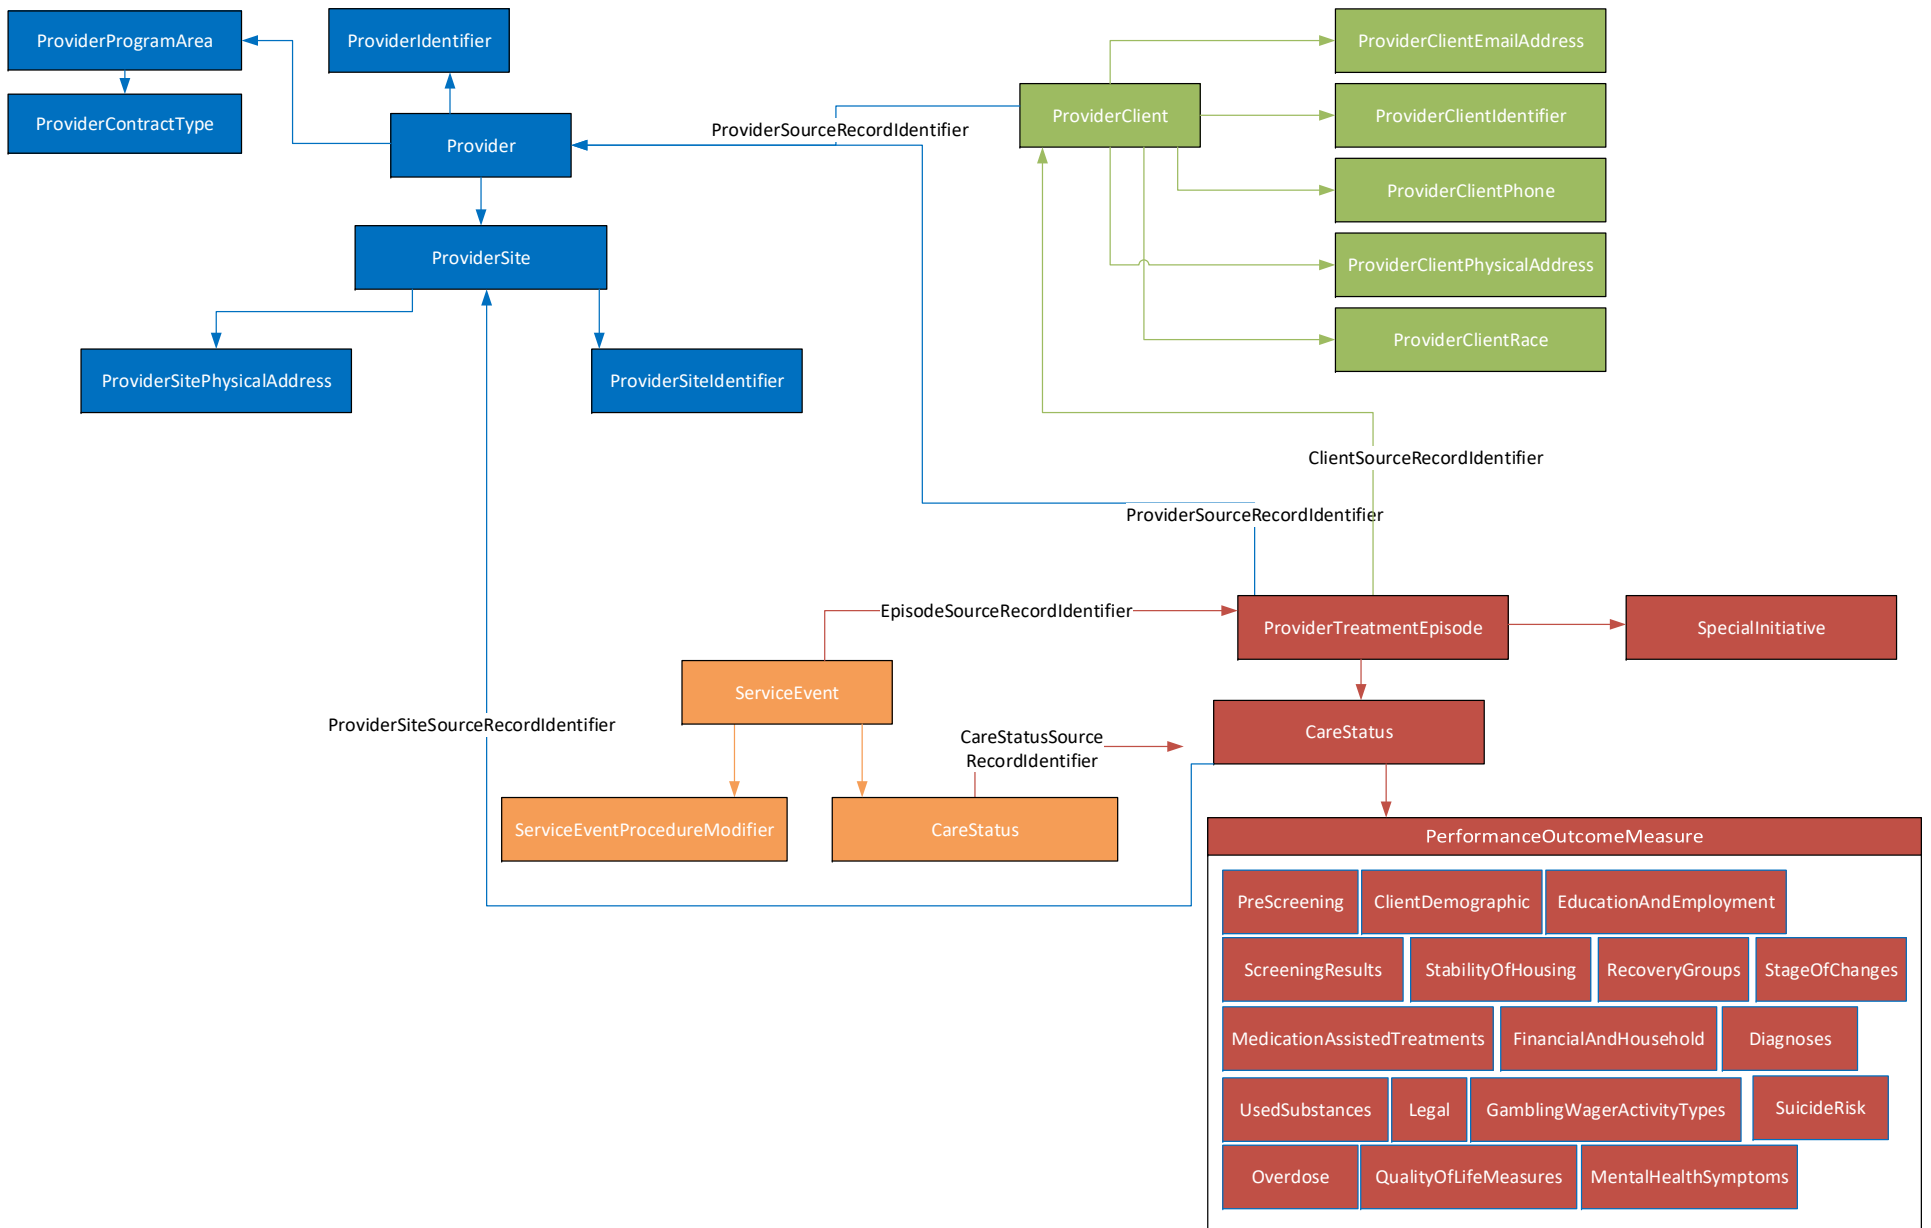 ProviderProgramArea
ProviderIdentifier
ProviderClientEmailAddress
ProviderContractType
ProviderClient
ProviderClientIdentifier
ProviderSourceRecordIdentifier
Provider
ProviderClientPhone
ProviderSite
ProviderClientPhysicalAddress
ProviderClientRace
ProviderSitePhysicalAddress
ProviderSiteIdentifier
ClientSourceRecordIdentifier
ProviderSourceRecordIdentifier
EpisodeSourceRecordIdentifier
ProviderTreatmentEpisode
SpecialInitiative
ServiceEvent
ProviderSiteSourceRecordIdentifier
CareStatusSource
RecordIdentifier
CareStatus
ServiceEventProcedureModifier
CareStatus
PerformanceOutcomeMeasure
PreScreening
ClientDemographic
EducationAndEmployment
ScreeningResults
StabilityOfHousing
RecoveryGroups
StageOfChanges
MedicationAssistedTreatments
FinancialAndHousehold
Diagnoses
UsedSubstances
Legal
GamblingWagerActivityTypes
SuicideRisk
Overdose
QualityOfLifeMeasures
MentalHealthSymptoms